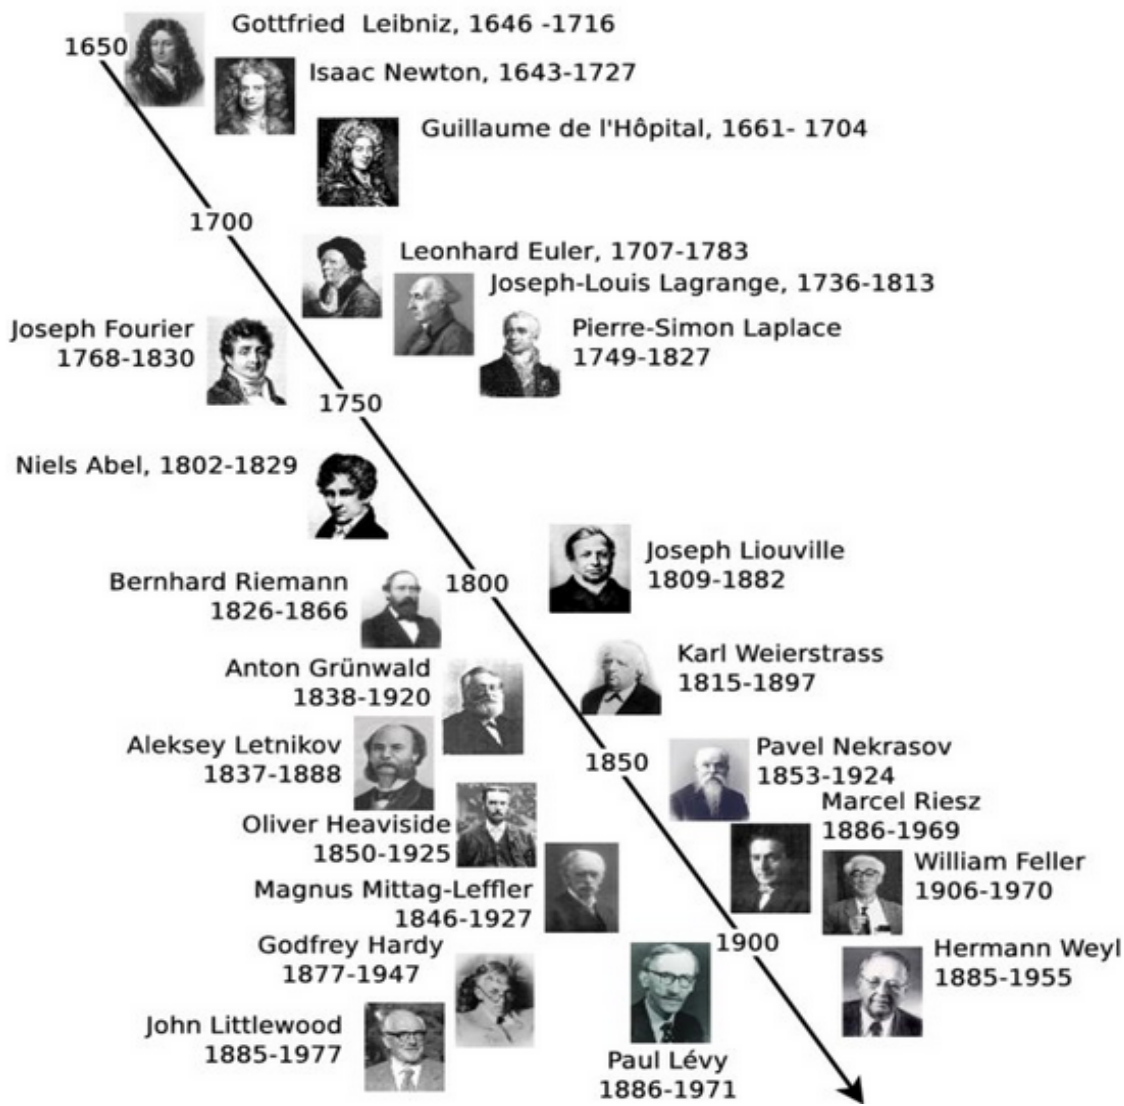 Gottfried Leibniz, 1646 -1716
1650
Isaac Newton, 1643-1727
Guillaume de l'Hôpital, 1661- 1704
1700
Leonhard Euler, 1707-1783
Joseph-Louis Lagrange, 1736-1813
Joseph Fourier
1768-1830
Pierre-Simon Laplace
1749-1827
1750
Niels Abel, 1802-1829
Joseph Liouville
1809-1882
Bernhard Riemann
1826-1866
1800
Karl Weierstrass
1815-1897
Anton Grünwald
1838-1920
Aleksey Letnikov
1837-1888
1850
Pavel Nekrasov
1853-1924
Marcel Riesz
1886-1969
Oliver Heaviside
1850-1925
William Feller
1906-1970
Magnus Mittag-Leffler
1846-1927
1900
Godfrey Hardy
1877-1947
Hermann Weyl
1885-1955
John Littlewood
1885-1977
Paul Lévy
1886-1971